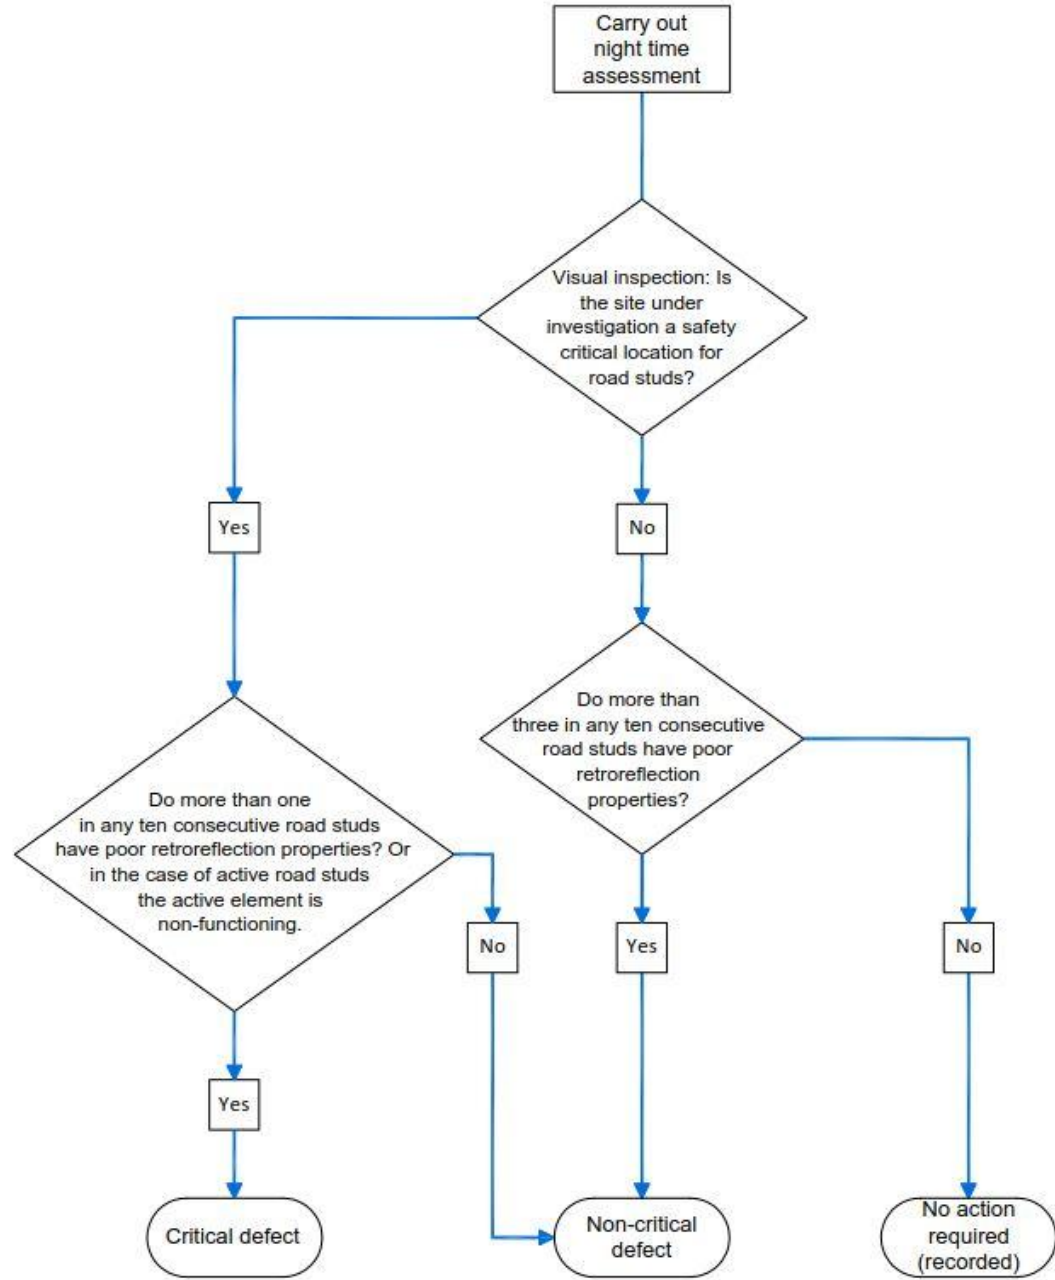 Carry out
night time
assessment
Visual inspection: Is
the site under
investigation a safety
critical location for
road studs?
Yes
No
Do more than
three in any ten consecutive
road studs have poor
retroreflection
properties?
Do more than one
in any ten consecutive road studs
have poor retroreflection properties? Or
in the case of active road studs
the active element is
non-functioning.
No
Yes
No
Yes
Critical defect
Non-critical
defect
No action
required
(recorded)